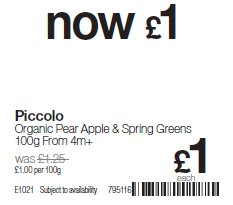 now £1
Piccolo
Organic Pear Apple & Spring Greens
100g From 4m+
was £1.25
£1.00 per 100g
£1
each
E1021 Subject to availability 795116